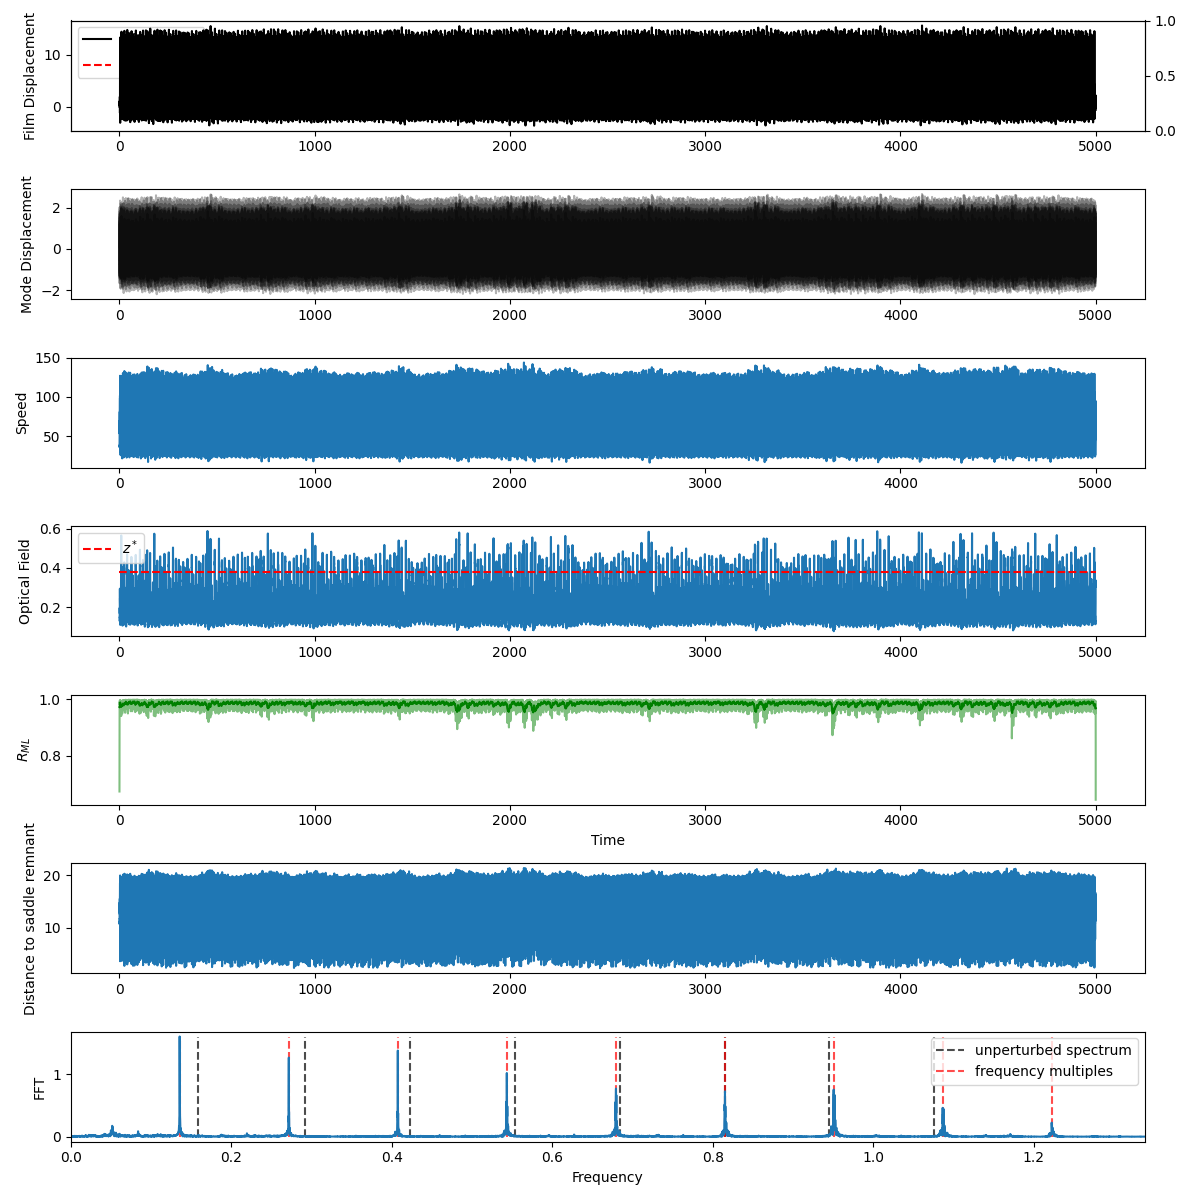 Film Displacement
10
0
1.0
0.5
0.0
0 1000 2000 3000 4000 5000
Mode Displacement
2
0
−2
0 1000 2000 3000 4000 5000
Speed
150
100
50
0 1000 2000 3000 4000 5000
Optical Field
0.6
0.4
0.2
z*
0 1000 2000 3000 4000 5000
R_ML
1.0
0.8
0 1000 2000 3000 4000 5000
Time
Distance to saddle remnant
20
10
0 1000 2000 3000 4000 5000
FFT
1
0
unperturbed spectrum
frequency multiples
0.0 0.2 0.4 0.6 0.8 1.0 1.2
Frequency